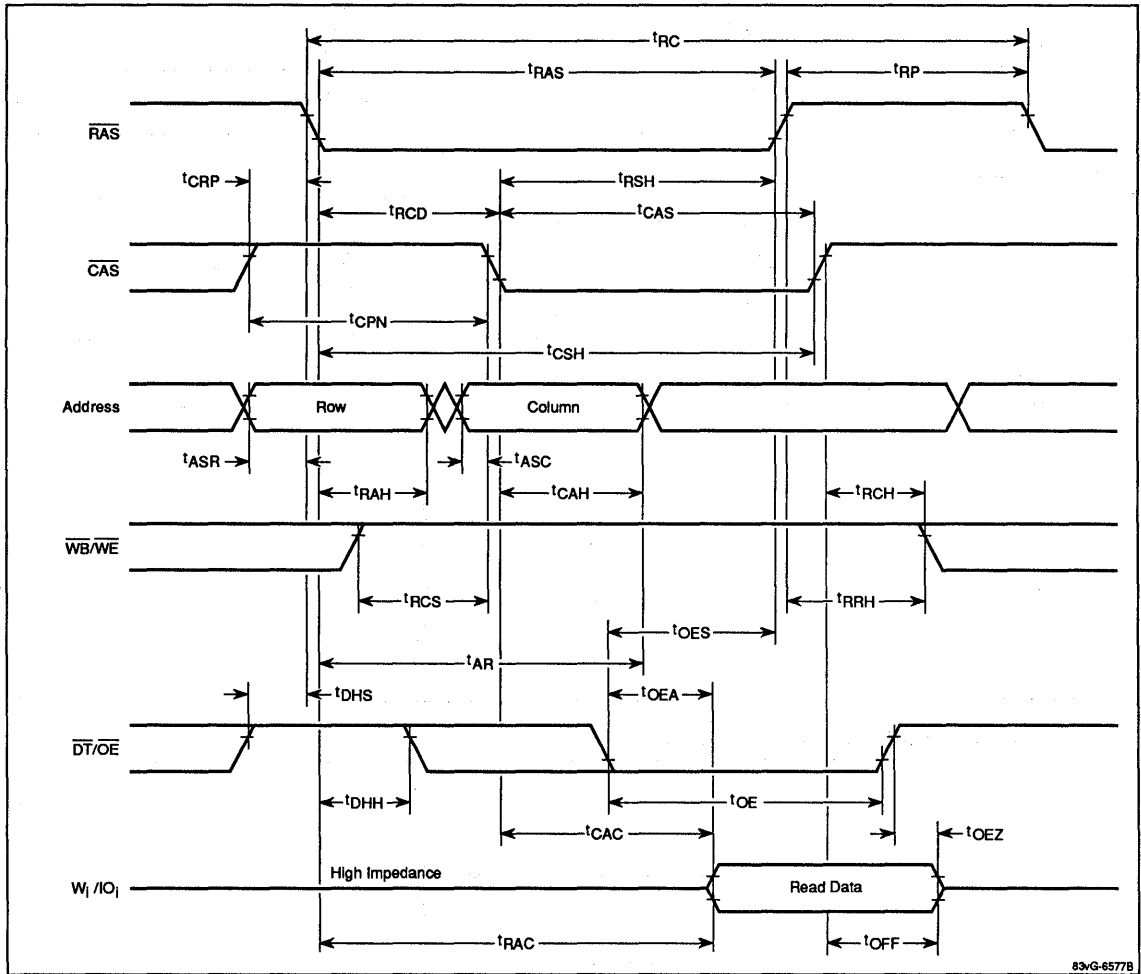 tRC
tRAS
tRP
RAS
tCRP
tRSH
tRCD
tCAS
CAS
tCPN
tCSH
Address
Row
Column
tASR
tASC
tRAH
tCAH
tRCH
WB/WE
tRCS
tRRH
tOES
tAR
tDHS
tOEA
DT/OE
tDHH
tOE
tCAC
tOEZ
High Impedance
Wi/IOi
Read Data
tRAC
tOFF
83vG-6577B